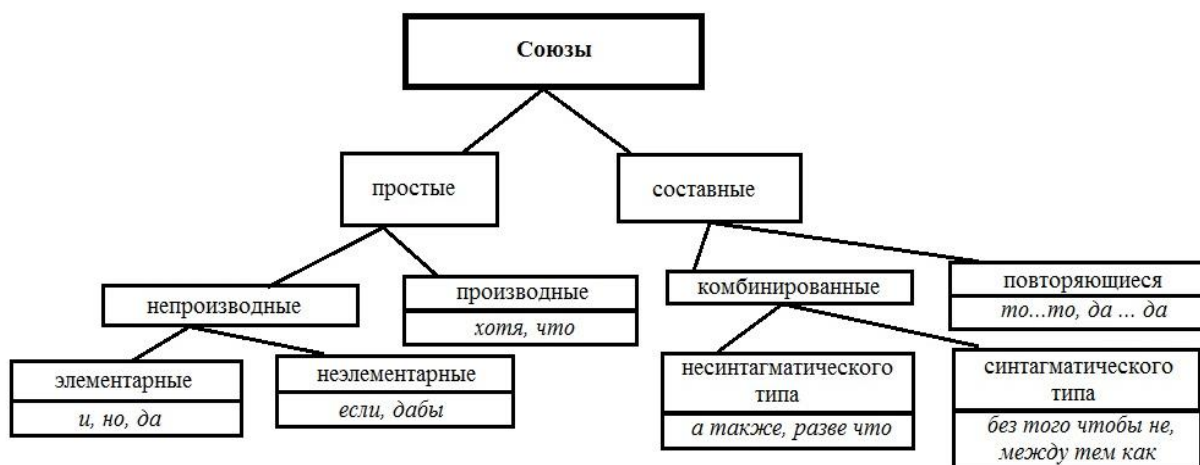 Союзы
простые
составные
непроизводные
производные
хотя, что
комбинированные
повторяющиеся
то...то, да ... да
элементарные
и, но, да
неэлементарные
если, дабы
несинтагматического
типа
а также, разве что
синтагматического
типа
без того чтобы не,
между тем как